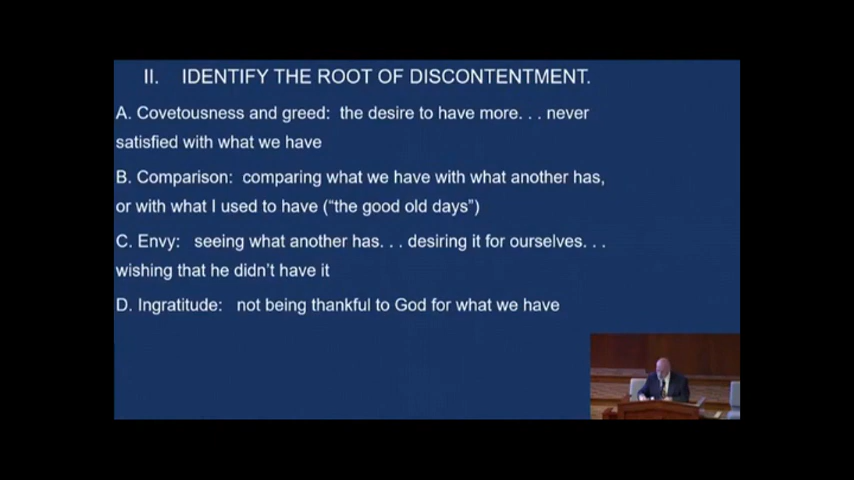 II. IDENTIFY THE ROOT OF DISCONTENTMENT.
A. Covetousness and greed: the desire to have more. . . never
satisfied with what we have
B. Comparison: comparing what we have with what another has,
or with what I used to have (“the good old days”)
C. Envy: seeing what another has. . . desiring it for ourselves. . .
wishing that he didn’t have it
D. Ingratitude: not being thankful to God for what we have